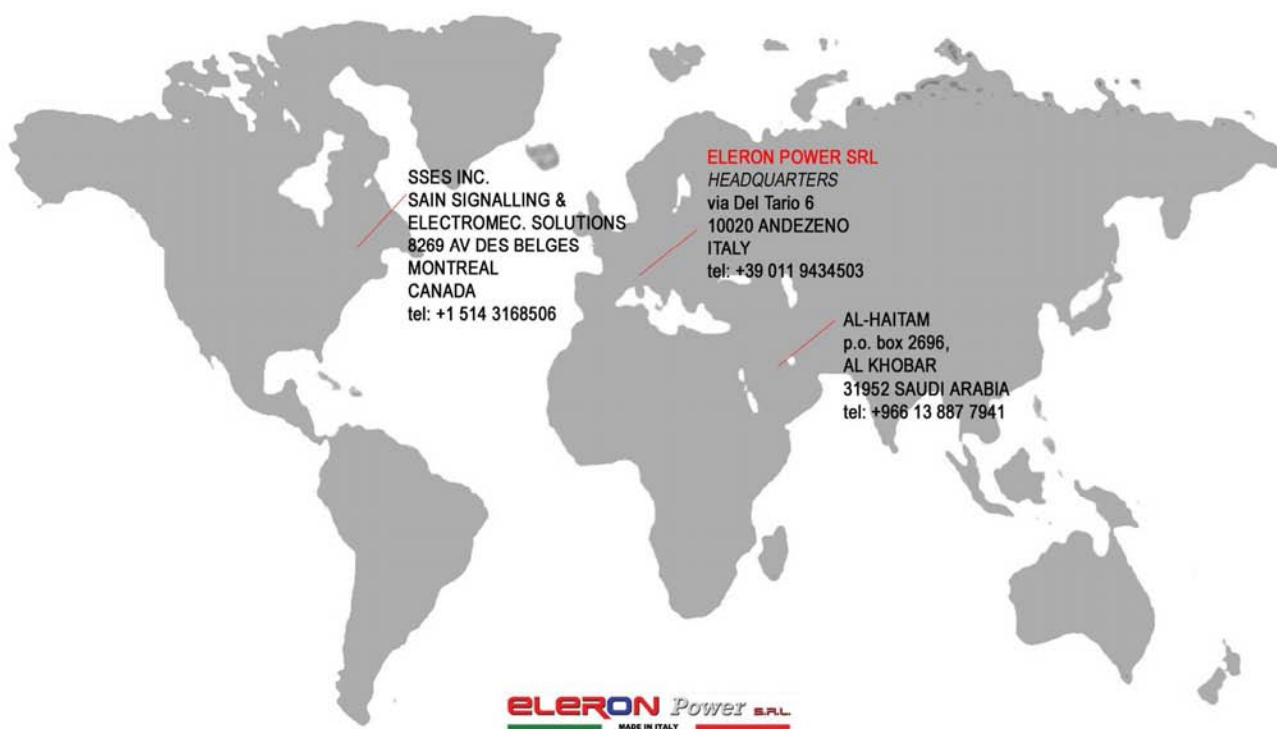 SSES INC.
SAIN SIGNALLING &
ELECTROMEC. SOLUTIONS
8269 AV DES BELGES
MONTREAL
CANADA
tel: +1 514 3168506
ELERON POWER SRL
HEADQUARTERS
via Del Tario 6
10020 ANDEZENO
ITALY
tel: +39 011 9434503
AL-HAITAM
p.o. box 2696,
AL KHOBAR
31952 SAUDI ARABIA
tel: +966 13 887 7941
eLeRON Power S.R.L.
MADE IN ITALY